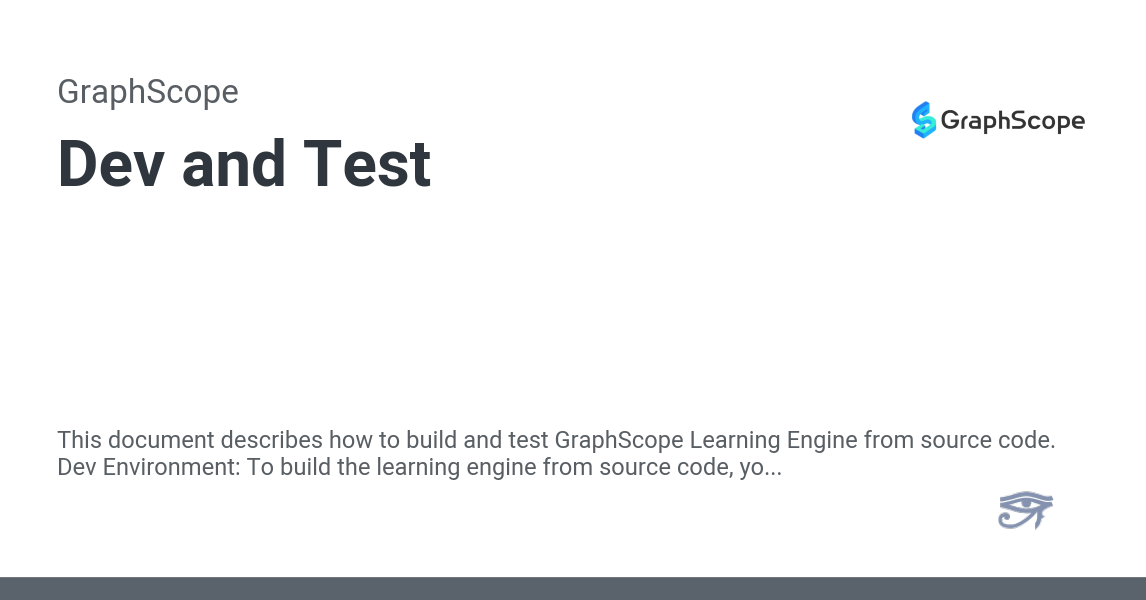 GraphScope
GraphScope
Dev and Test
This document describes how to build and test GraphScope Learning Engine from source code.
Dev Environment: To build the learning engine from source code, yo...